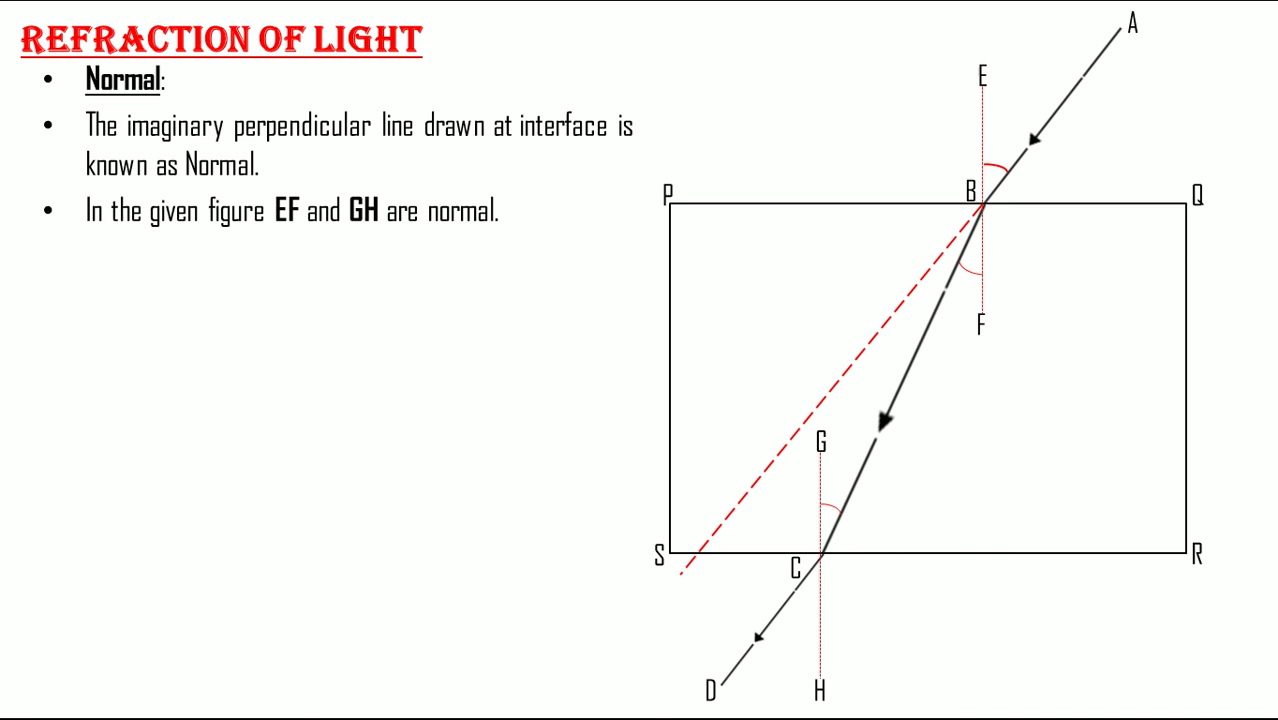 REFRACTION OF LIGHT
• Normal:
• The imaginary perpendicular line drawn at interface is
known as Normal.
• In the given figure EF and GH are normal.
A
E
B
P
Q
F
G
S
C
R
D
H